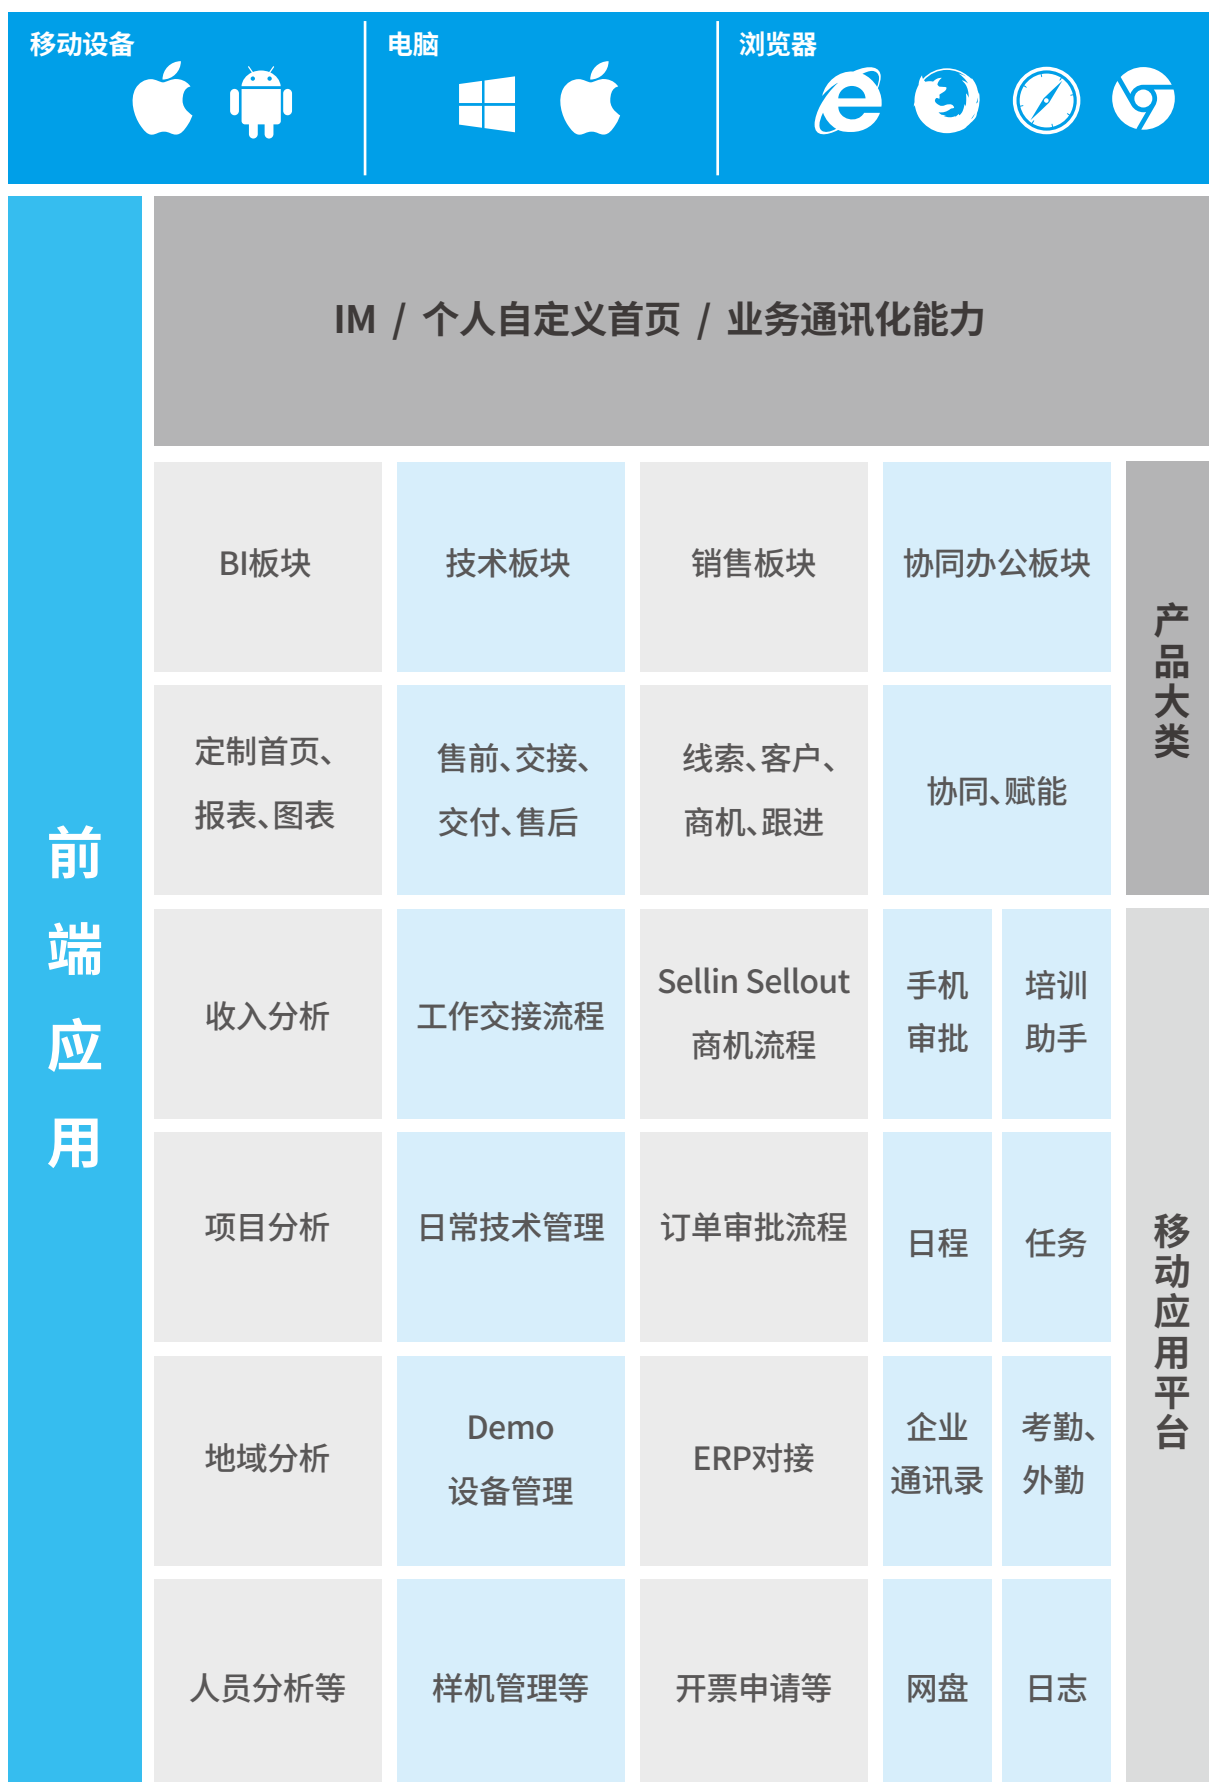 移动设备
电脑
浏览器
IM / 个人自定义首页 / 业务通讯化能力
BI板块
技术板块
销售板块
协同办公板块
定制首页、
报表、图表
售前、交接、
交付、售后
线索、客户、
商机、跟进
协同、赋能
产品大类
前端应用
收入分析
工作交接流程
Sellin Sellout
商机流程
手机
审批
培训
助手
项目分析
日常技术管理
订单审批流程
日程
任务
移动应用平台
地域分析
Demo
设备管理
ERP对接
企业
通讯录
考勤、
外勤
人员分析等
样机管理等
开票申请等
网盘
日志